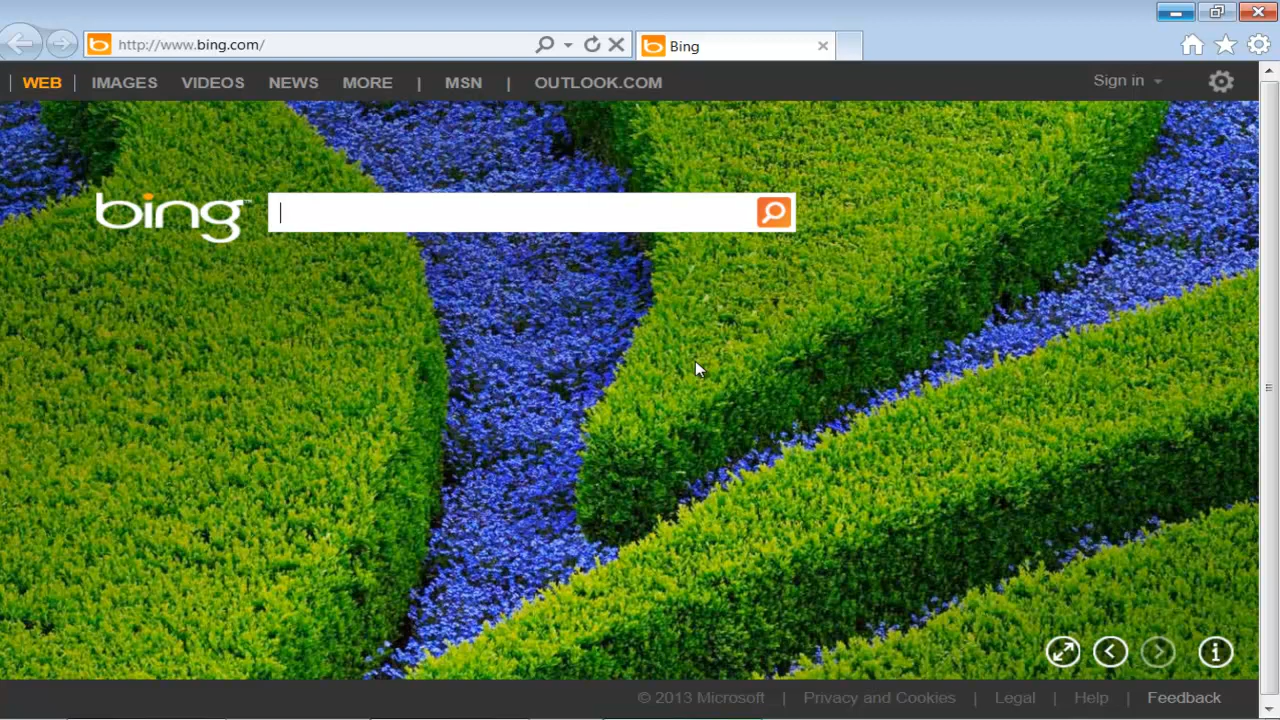 http://www.bing.com/
Bing
WEB | IMAGES VIDEOS NEWS MORE | MSN | OUTLOOK.COM
Sign in
bing™
© 2013 Microsoft | Privacy and Cookies | Legal | Help | Feedback